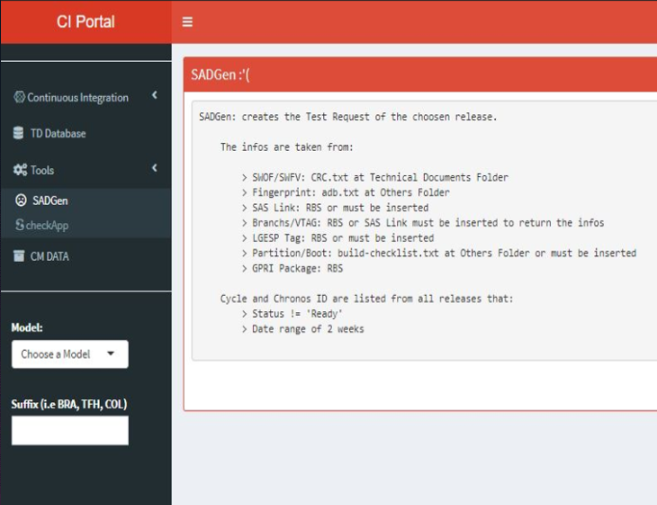 CI Portal
Continuous Integration
TD Database
Tools
SADGen
checkApp
CM DATA
Model:
Choose a Model
Suffix (i.e BRA, TFH, COL)
SADGen :'(
SADGen: creates the Test Request of the choosen release.
The infos are taken from:
> SWOF/SWFV: CRC.txt at Technical Documents Folder
> Fingerprint: adb.txt at Others Folder
> SAS Link: RBS or must be inserted
> Branchs/VTAG: RBS or SAS Link must be inserted to return the infos
> LGESP Tag: RBS or must be inserted
> Partition/Boot: build-checklist.txt at Others Folder or must be inserted
> GPRI Package: RBS
Cycle and Chronos ID are listed from all releases that:
> Status != 'Ready'
> Date range of 2 weeks